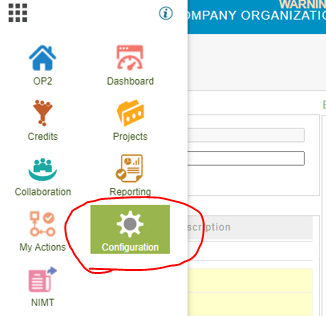 WARNIN
OMPANY ORGANIZATI
OP2
Dashboard
Credits
Projects
Collaboration
Reporting
scription
My Actions
Configuration
NIMT